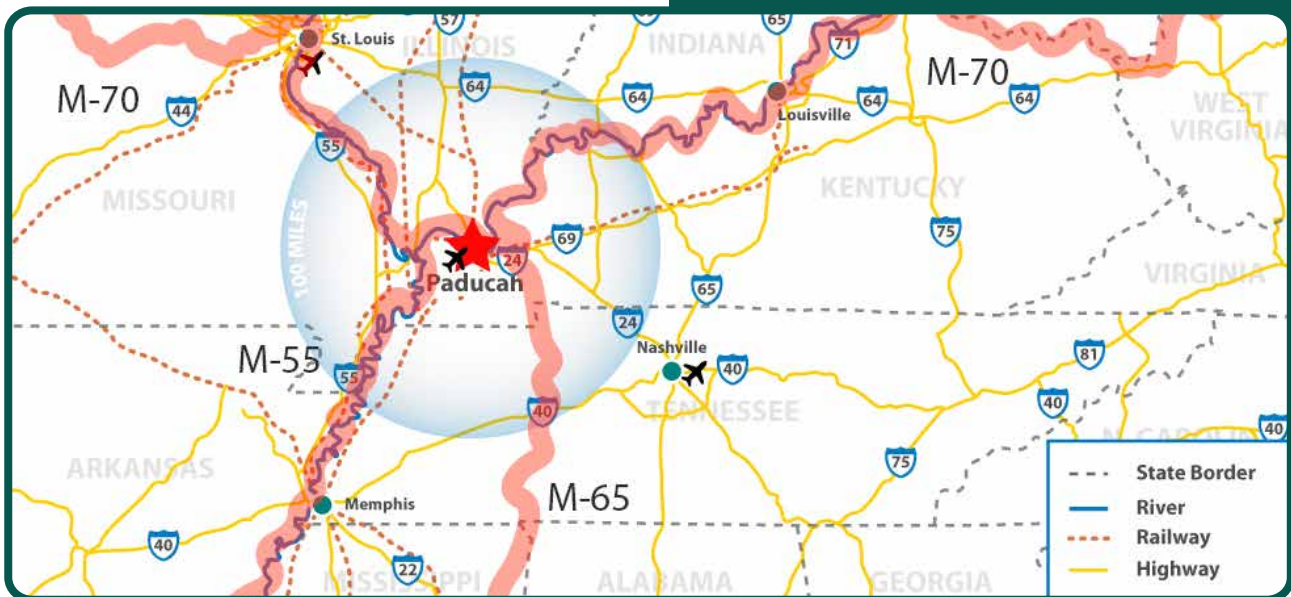 57
65
St. Louis
ILLINOIS
INDIANA
71
M-70
M-70
64
64
64
64
44
Louisville
WEST
VIRGINIA
55
MISSOURI
KENTUCKY
100 MILES
69
75
24
Paducah
VIRGINIA
65
24
M-55
Nashville
81
55
40
40
TENNESSEE
40
40
N. CAROLIN
ARKANSAS
75
State Border
Memphis
M-65
River
Railway
40
22
Highway
MISSISSIPPI
ALABAMA
GEORGIA